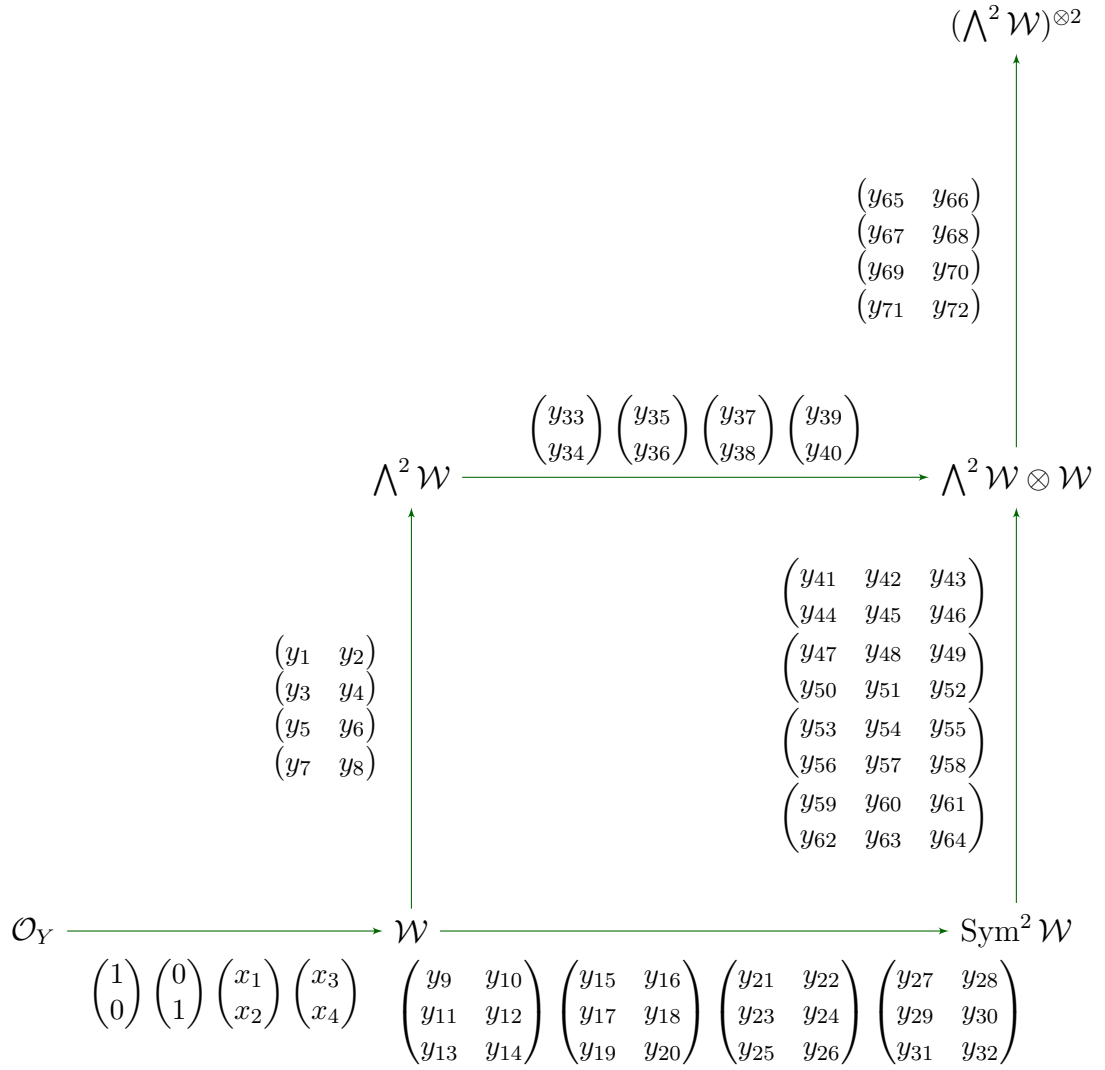 (⋀² 𝒲)^{⊗2}
(y₆₅ y₆₆)
(y₆₇ y₆₈)
(y₆₉ y₇₀)
(y₇₁ y₇₂)
(y₃₃) (y₃₅) (y₃₇) (y₃₉)
(y₃₄) (y₃₆) (y₃₈) (y₄₀)
⋀² 𝒲 ⋀² 𝒲 ⊗ 𝒲
(y₄₁ y₄₂ y₄₃)
(y₄₄ y₄₅ y₄₆)
(y₄₇ y₄₈ y₄₉)
(y₅₀ y₅₁ y₅₂)
(y₅₃ y₅₄ y₅₅)
(y₅₆ y₅₇ y₅₈)
(y₅₉ y₆₀ y₆₁)
(y₆₂ y₆₃ y₆₄)
(y₁ y₂)
(y₃ y₄)
(y₅ y₆)
(y₇ y₈)
𝒪_Y 𝒲 Sym² 𝒲
(1) (0) (x₁) (x₃)
(0) (1) (x₂) (x₄)
(y₉ y₁₀) (y₁₅ y₁₆) (y₂₁ y₂₂) (y₂₇ y₂₈)
(y₁₁ y₁₂) (y₁₇ y₁₈) (y₂₃ y₂₄) (y₂₉ y₃₀)
(y₁₃ y₁₄) (y₁₉ y₂₀) (y₂₅ y₂₆) (y₃₁ y₃₂)